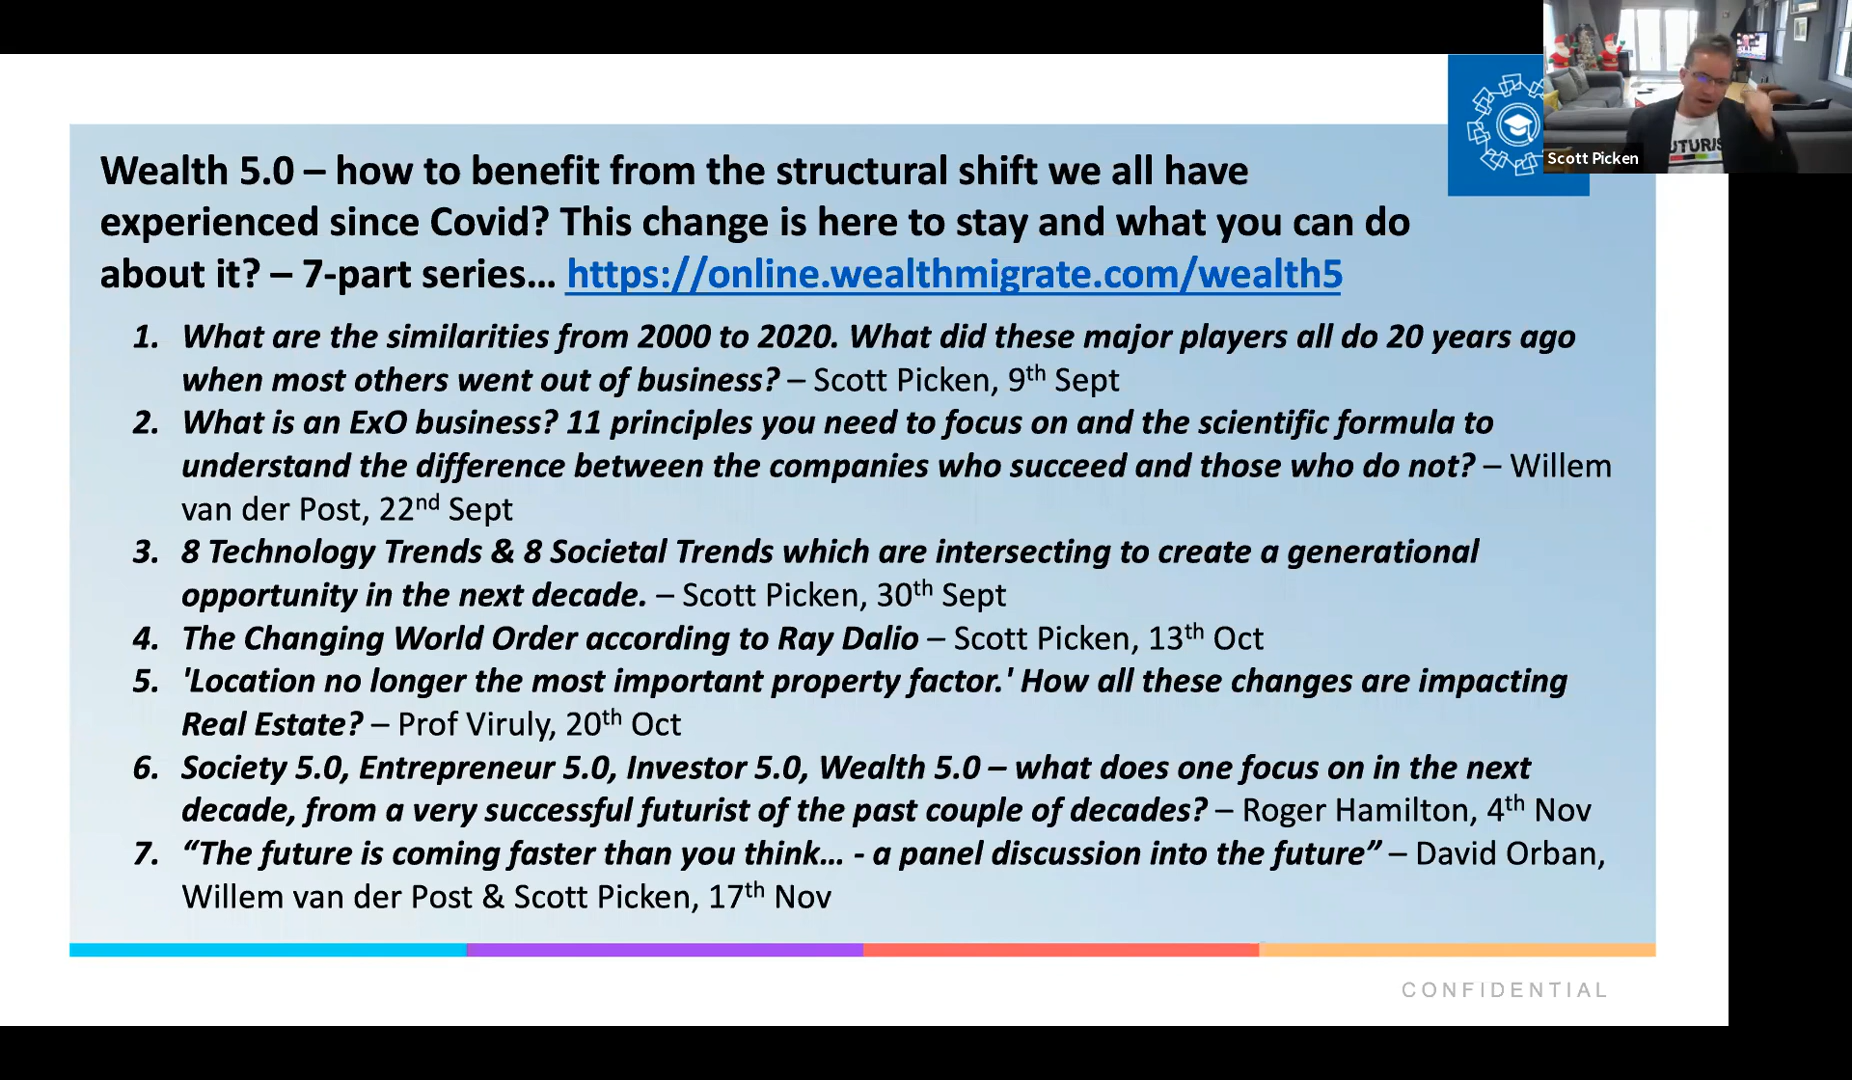 Wealth 5.0 – how to benefit from the structural shift we all have
experienced since Covid? This change is here to stay and what you can do
about it? – 7-part series... https://online.wealthmigrate.com/wealth5
1. What are the similarities from 2000 to 2020. What did these major players all do 20 years ago
when most others went out of business? – Scott Picken, 9th Sept
2. What is an ExO business? 11 principles you need to focus on and the scientific formula to
understand the difference between the companies who succeed and those who do not? – Willem
van der Post, 22nd Sept
3. 8 Technology Trends & 8 Societal Trends which are intersecting to create a generational
opportunity in the next decade. – Scott Picken, 30th Sept
4. The Changing World Order according to Ray Dalio – Scott Picken, 13th Oct
5. 'Location no longer the most important property factor.' How all these changes are impacting
Real Estate? – Prof Viruly, 20th Oct
6. Society 5.0, Entrepreneur 5.0, Investor 5.0, Wealth 5.0 – what does one focus on in the next
decade, from a very successful futurist of the past couple of decades? – Roger Hamilton, 4th Nov
7. “The future is coming faster than you think... - a panel discussion into the future” – David Orban,
Willem van der Post & Scott Picken, 17th Nov
CONFIDENTIAL
Scott Picken
UTURIS